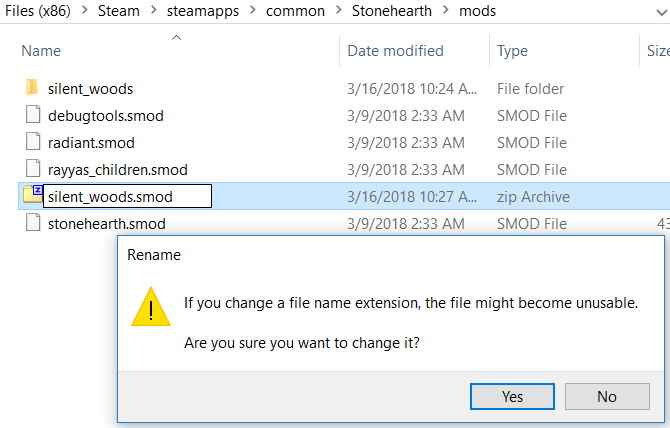 Files (x86) > Steam > steamapps > common > Stonehearth > mods
Name Date modified Type Size
silent_woods 3/16/2018 10:24 A... File folder
debugtools.smod 3/9/2018 2:33 AM SMOD File
radiant.smod 3/9/2018 2:33 AM SMOD File
rayyas_children.smod 3/9/2018 2:33 AM SMOD File
silent_woods.smod 3/16/2018 10:27 A... zip Archive
stonehearth.smod 3/9/2018 2:33 AM SMOD File 43
Rename
If you change a file name extension, the file might become unusable.
Are you sure you want to change it?
Yes No